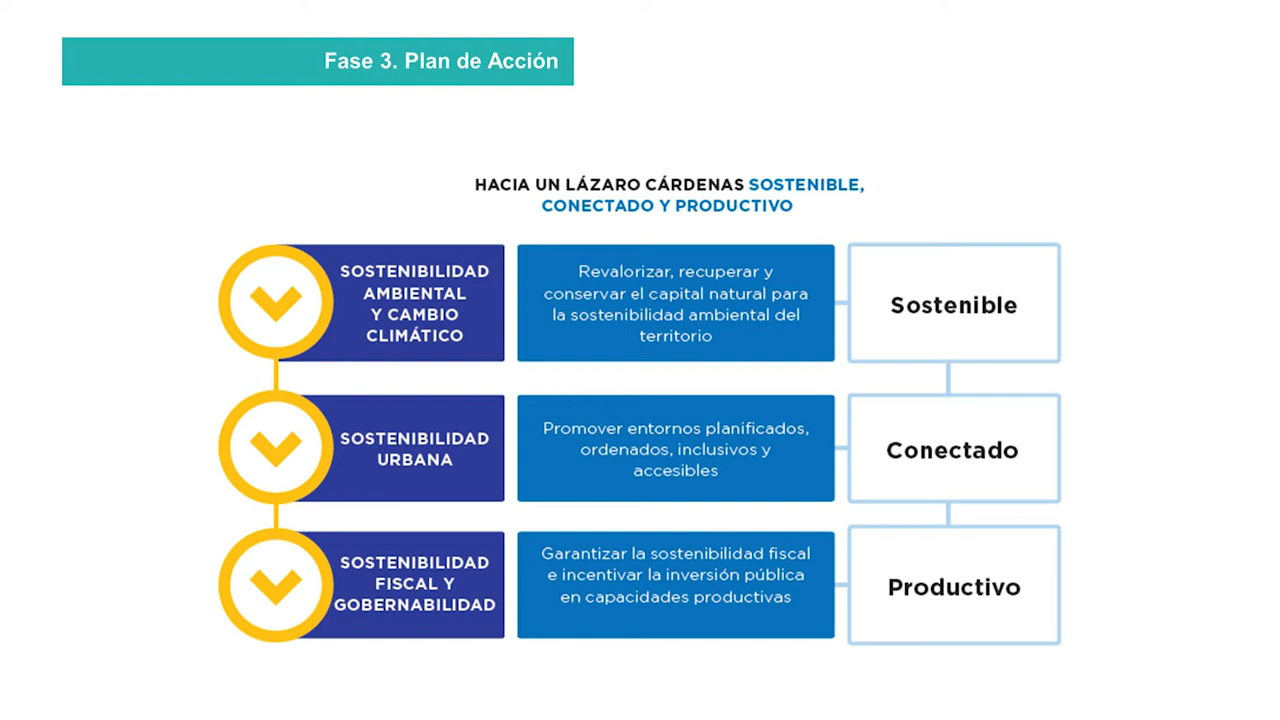 Fase 3. Plan de Acción
HACIA UN LÁZARO CÁRDENAS SOSTENIBLE,
CONECTADO Y PRODUCTIVO
SOSTENIBILIDAD
AMBIENTAL
Y CAMBIO
CLIMÁTICO
Revalorizar, recuperar y
conservar el capital natural para
la sostenibilidad ambiental del
territorio
Sostenible
SOSTENIBILIDAD
URBANA
Promover entornos planificados,
ordenados, inclusivos y
accesibles
Conectado
SOSTENIBILIDAD
FISCAL Y
GOBERNABILIDAD
Garantizar la sostenibilidad fiscal
e incentivar la inversión pública
en capacidades productivas
Productivo